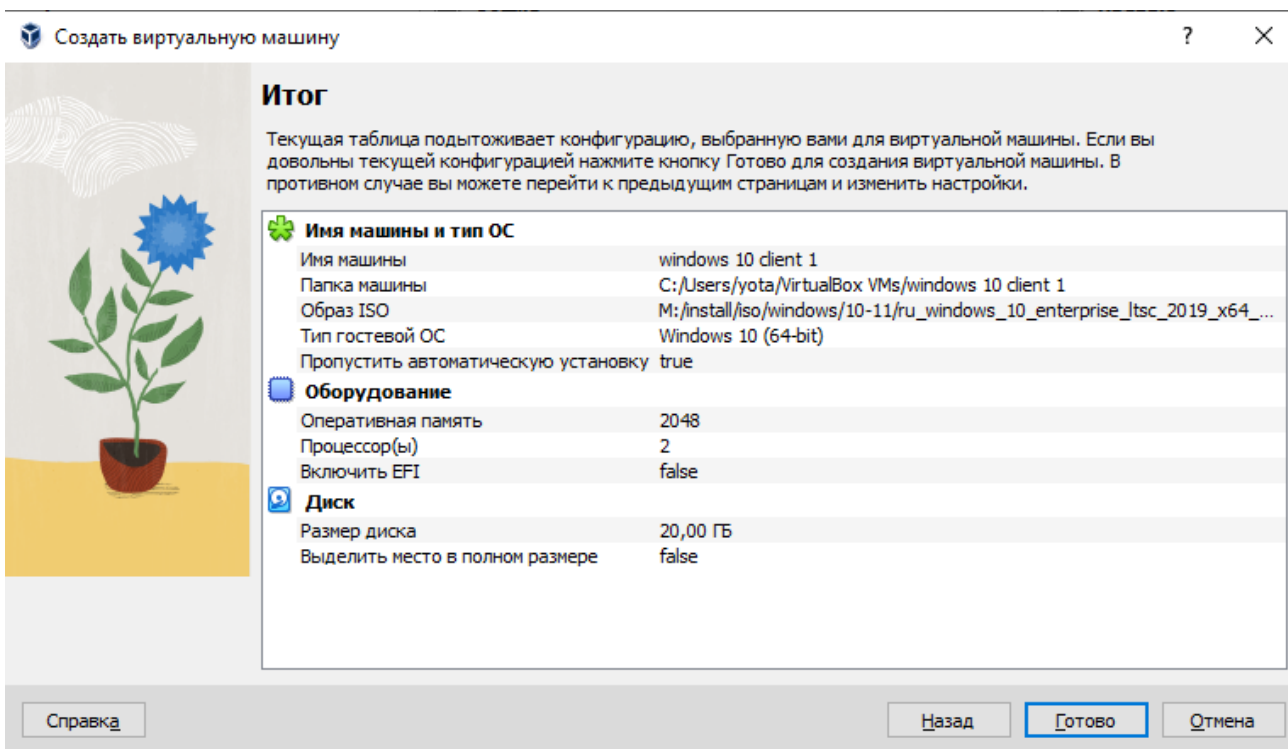 Создать виртуальную машину
?
Итог
Текущая таблица подытоживает конфигурацию, выбранную вами для виртуальной машины. Если вы
довольны текущей конфигурацией нажмите кнопку Готово для создания виртуальной машины. В
противном случае вы можете перейти к предыдущим страницам и изменить настройки.
Имя машины и тип ОС
Имя машины windows 10 client 1
Папка машины C:/Users/yota/VirtualBox VMs/windows 10 client 1
Образ ISO M:/install/iso/windows/10-11/ru_windows_10_enterprise_ltsc_2019_x64_...
Тип гостевой ОС Windows 10 (64-bit)
Пропустить автоматическую установку true
Оборудование
Оперативная память 2048
Процессор(ы) 2
Включить EFI false
Диск
Размер диска 20,00 ГБ
Выделить место в полном размере false
Справка Назад Готово Отмена